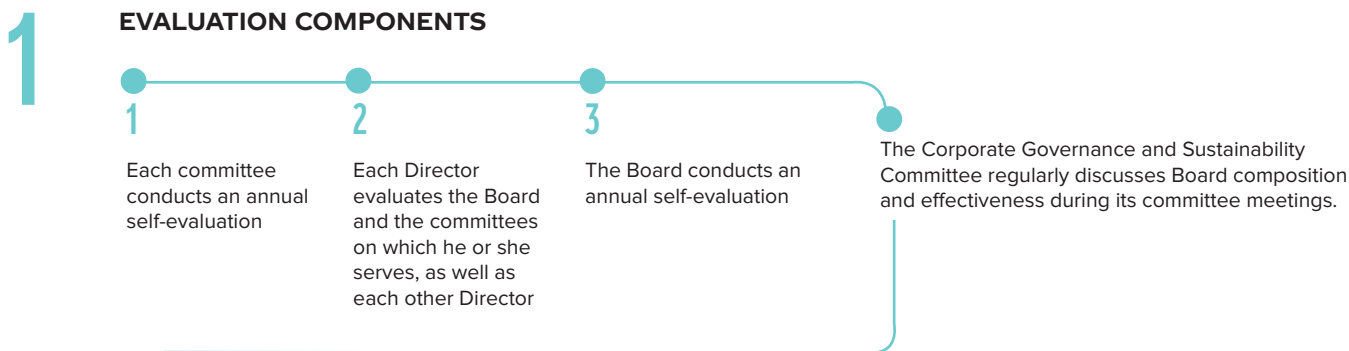 1
EVALUATION COMPONENTS
1
Each committee
conducts an annual
self-evaluation
2
Each Director
evaluates the Board
and the committees
on which he or she
serves, as well as
each other Director
3
The Board conducts an
annual self-evaluation
The Corporate Governance and Sustainability
Committee regularly discusses Board composition
and effectiveness during its committee meetings.